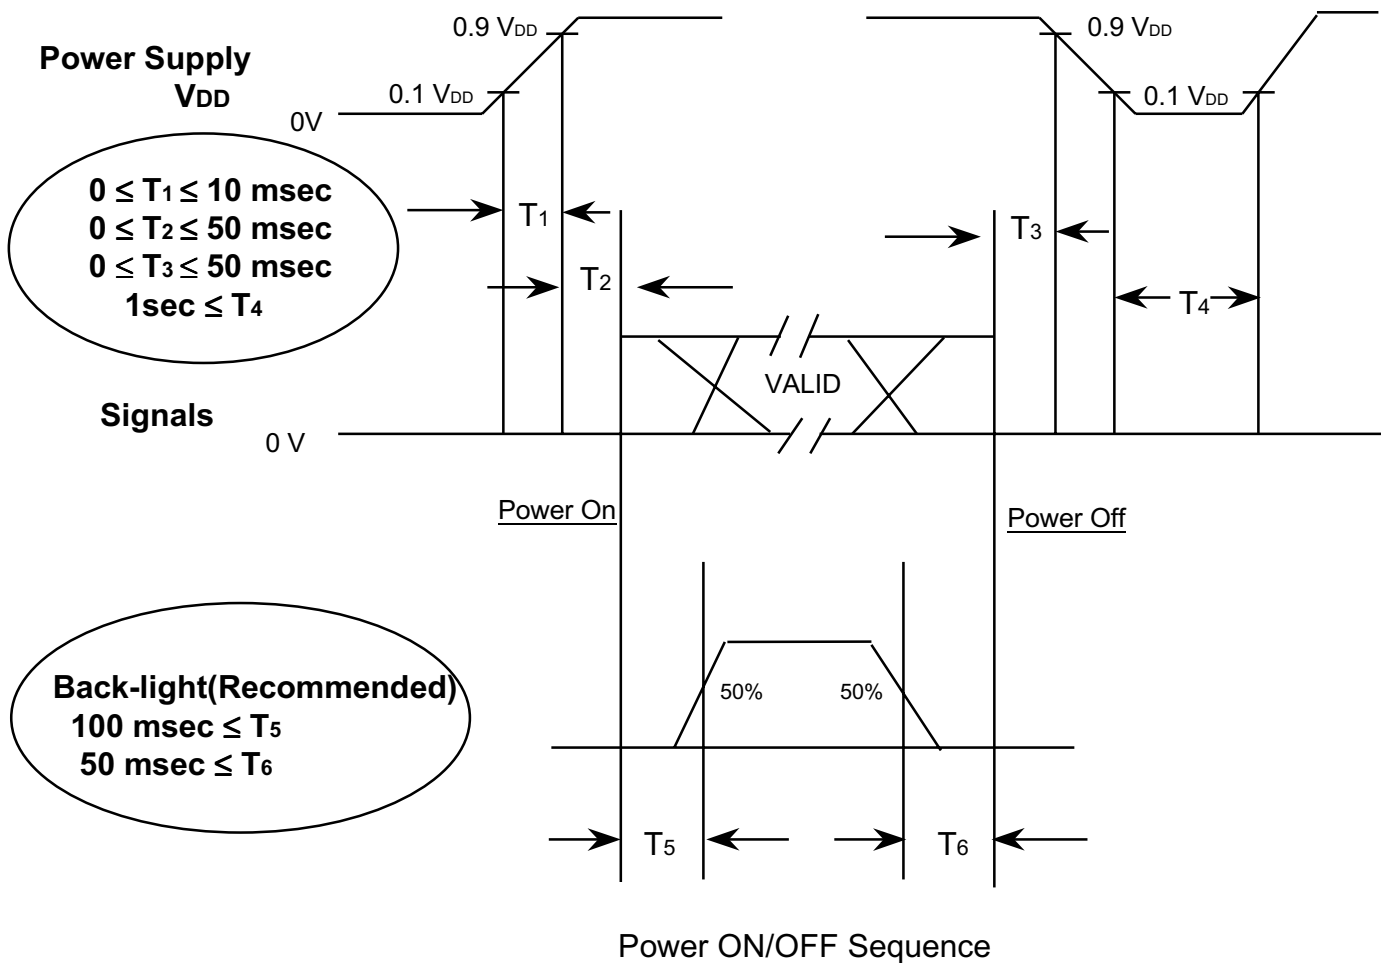 0.9 VDD
0.9 VDD
Power Supply
VDD
0.1 VDD
0.1 VDD
0V
0 ≤ T1 ≤ 10 msec
0 ≤ T2 ≤ 50 msec
0 ≤ T3 ≤ 50 msec
1sec ≤ T4
T1
T2
T3
T4
VALID
Signals
0 V
Power On
Power Off
Back-light(Recommended)
100 msec ≤ T5
50 msec ≤ T6
50%
50%
T5
T6
Power ON/OFF Sequence